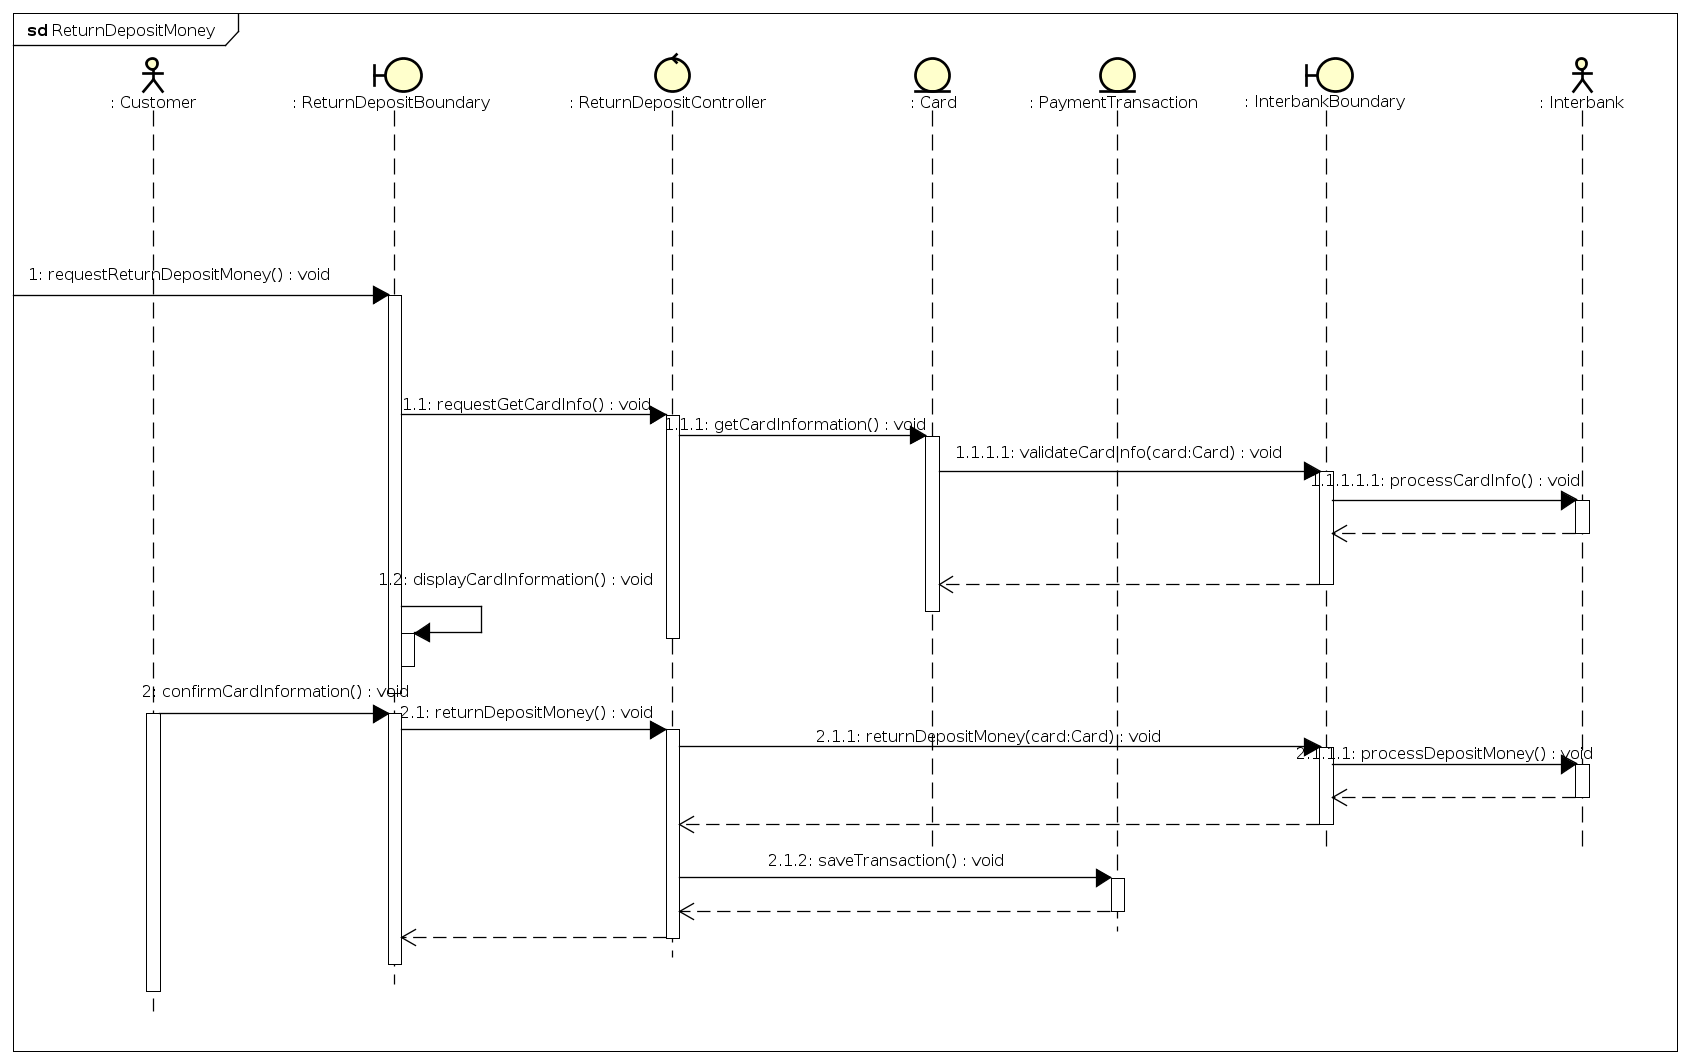 sd ReturnDepositMoney
: Customer
: ReturnDepositBoundary
: ReturnDepositController
: Card
: PaymentTransaction
: InterbankBoundary
: Interbank
1: requestReturnDepositMoney() : void
1.1: requestGetCardInfo() : void
1.1.1: getCardInformation() : void
1.1.1.1: validateCardInfo(card:Card) : void
1.1.1.1.1: processCardInfo() : void
1.2: displayCardInformation() : void
2: confirmCardInformation() : void
2.1: returnDepositMoney() : void
2.1.1: returnDepositMoney(card:Card) : void
2.1.1.1: processDepositMoney() : void
2.1.2: saveTransaction() : void